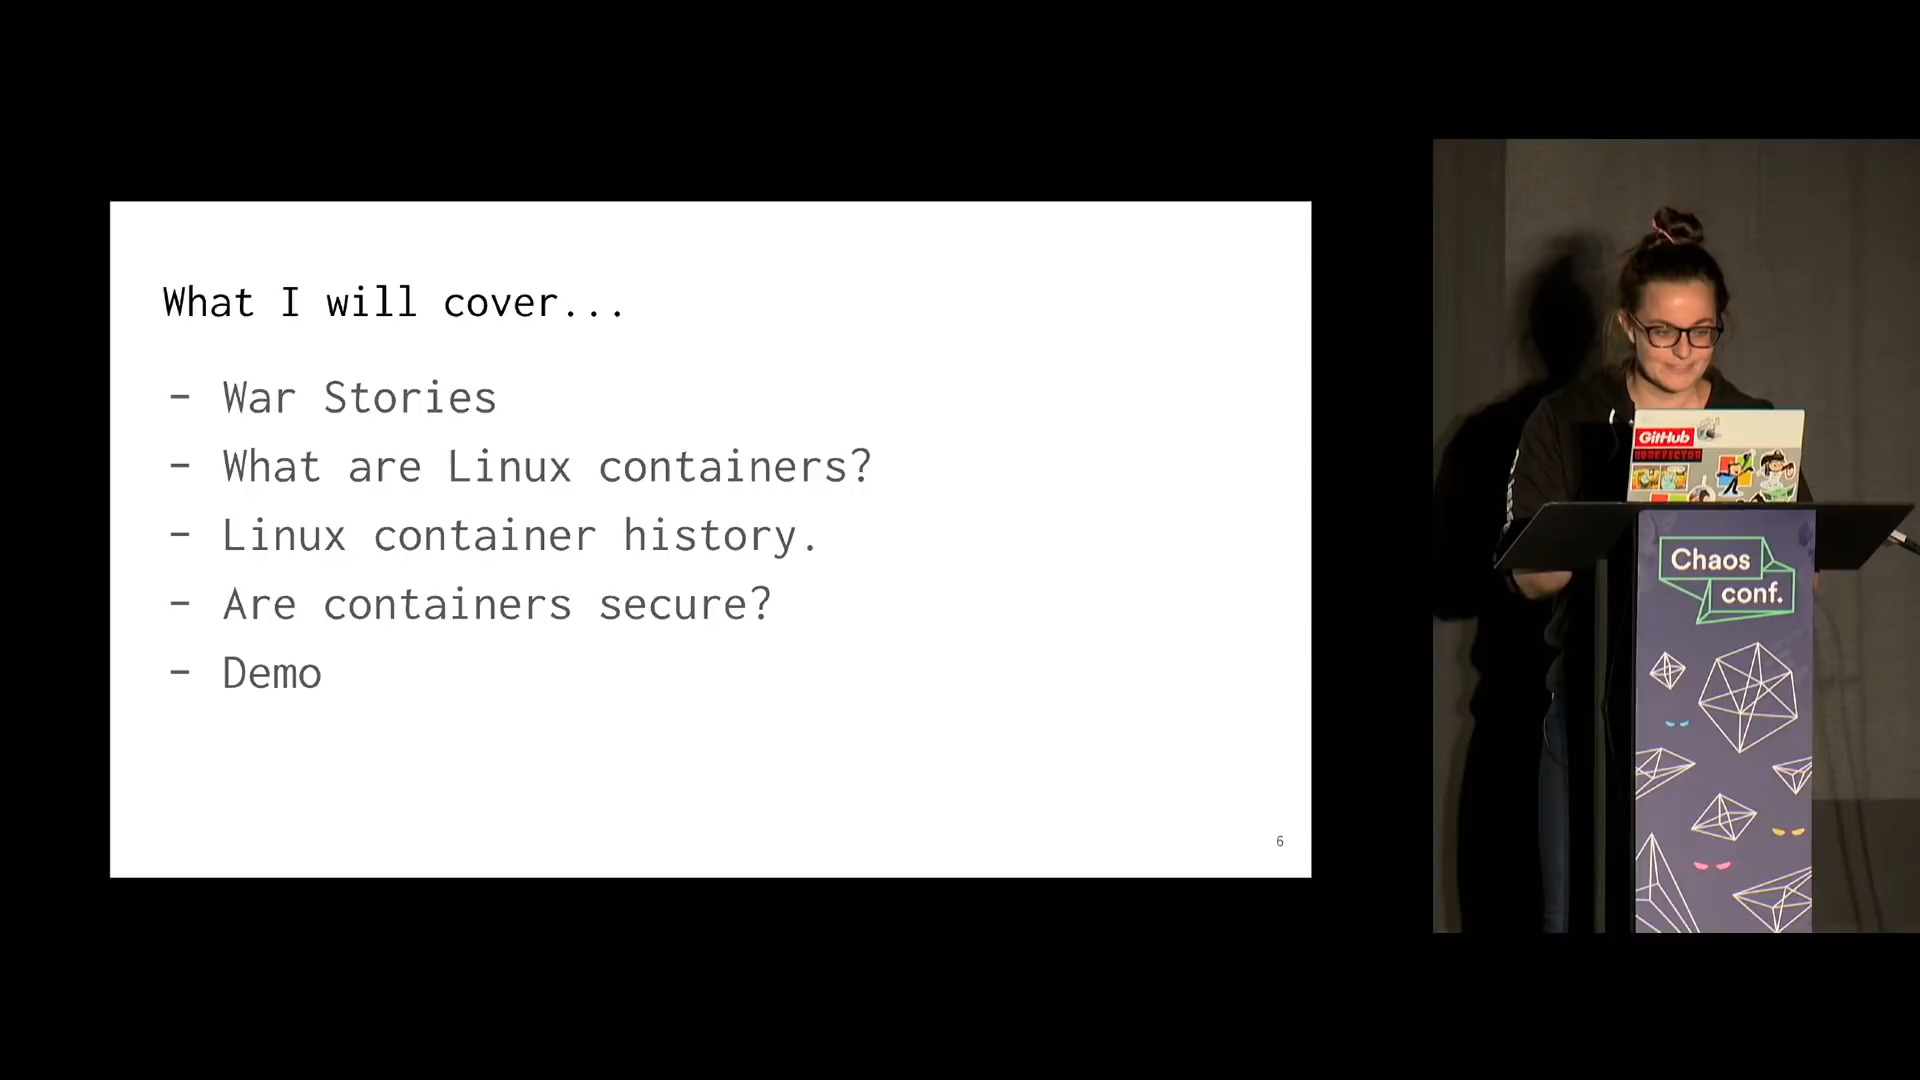 What I will cover...
- War Stories
- What are Linux containers?
- Linux container history.
- Are containers secure?
- Demo
6
GitHub
Chaos
conf.